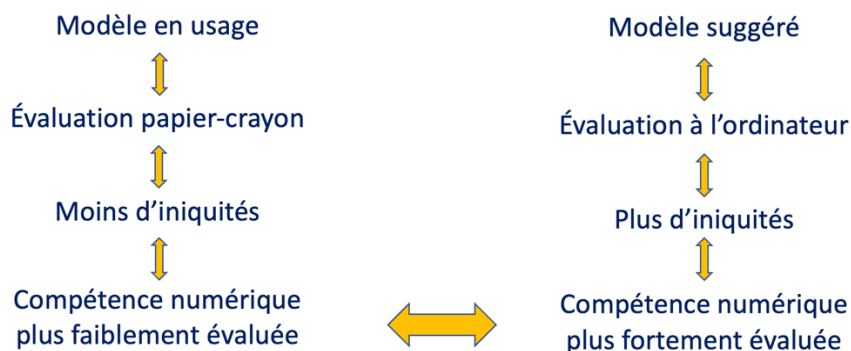 Modèle en usage
Évaluation papier-crayon
Moins d'iniquités
Compétence numérique
plus faiblement évaluée
Modèle suggéré
Évaluation à l'ordinateur
Plus d'iniquités
Compétence numérique
plus fortement évaluée